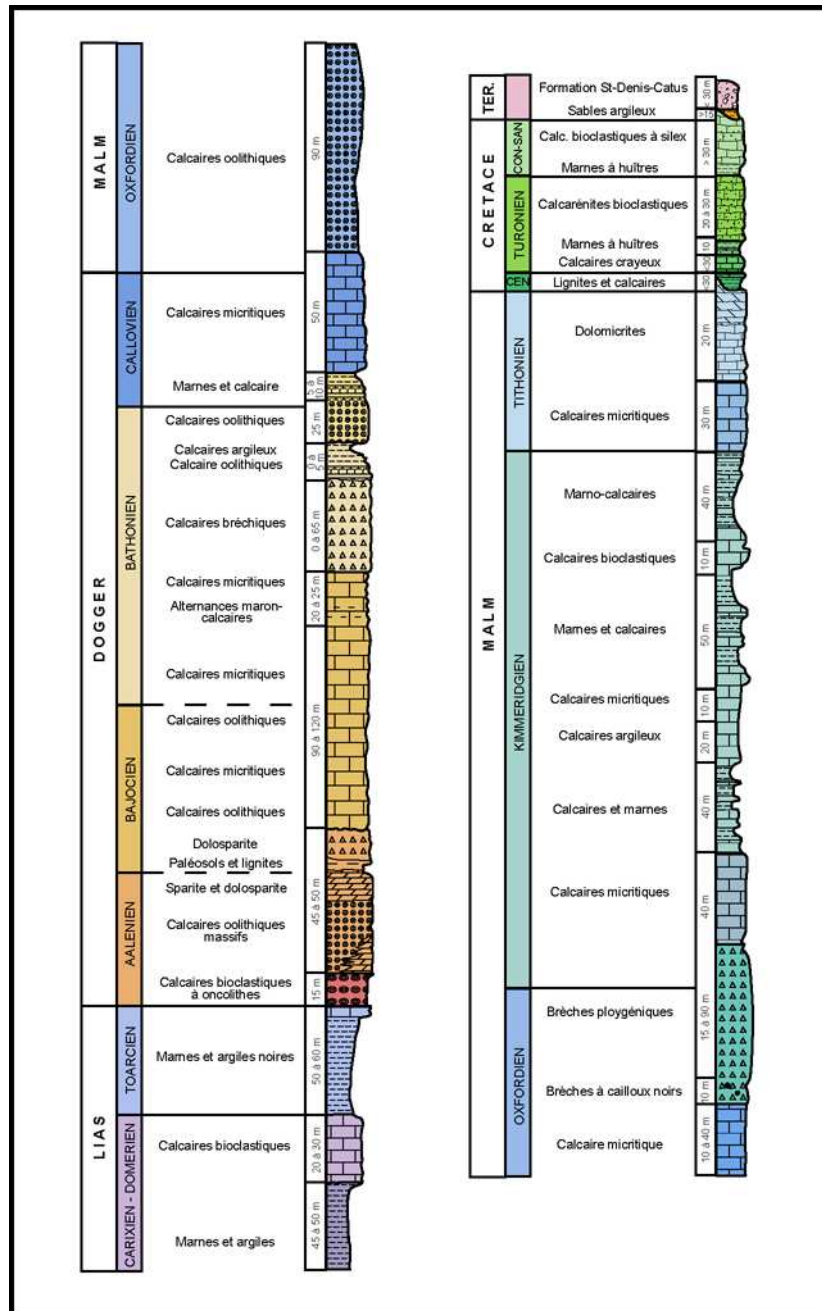 MALM
OXFORDIEN
Calcaires oolithiques
90 m
DOGGER
CALLOVIEN
Calcaires micritiques
50 m
Marnes et calcaire
5 à
10 m
BATHONIEN
Calcaires oolithiques
25 m
Calcaires argileux
Calcaire oolithiques
0 à
5 m
Calcaires bréchiques
0 à 65 m
Calcaires micritiques
Alternances maron-
calcaires
20 à 25 m
Calcaires micritiques
90 à 120 m
BAJOCIEN
Calcaires oolithiques
Calcaires micritiques
Calcaires oolithiques
Dolosparite
Paléosols et lignites
45 à 50 m
AALENIEN
Sparite et dolosparite
Calcaires oolithiques
massifs
Calcaires bioclastiques
à oncolithes
15 m
LIAS
TOARCIEN
Marnes et argiles noires
50 à 60 m
CARIXIEN - DOMERIEN
Calcaires bioclastiques
20 à 30 m
Marnes et argiles
45 à 50 m
TER.
Formation St-Denis-Catus
< 30 m
Sables argileux
>15
CRETACE
CON-SAN
Calc. bioclastiques à silex
> 30 m
Marnes à huîtres
TURONIEN
Calcarénites bioclastiques
20 à 30 m
Marnes à huîtres
10
Calcaires crayeux
<30
CEN
Lignites et calcaires
<30
MALM
TITHONIEN
Dolomicrites
20 m
Calcaires micritiques
30 m
KIMMERIDGIEN
Marno-calcaires
40 m
Calcaires bioclastiques
10 m
Marnes et calcaires
50 m
Calcaires micritiques
10 m
Calcaires argileux
20 m
Calcaires et marnes
40 m
Calcaires micritiques
40 m
OXFORDIEN
Brèches ploygéniques
15 à 90 m
Brèches à cailloux noirs
10 m
Calcaire micritique
10 à 40 m